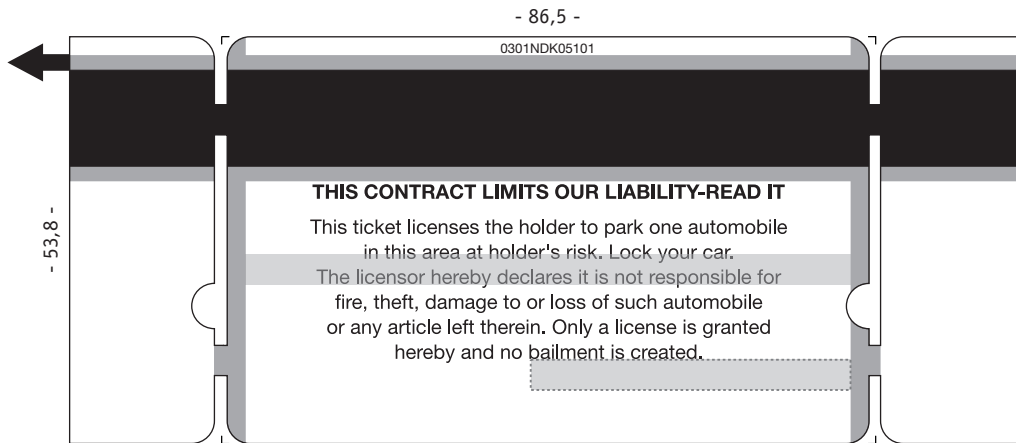 - 86,5 -
0301NDK05101
- 53,8 -
THIS CONTRACT LIMITS OUR LIABILITY-READ IT
This ticket licenses the holder to park one automobile
in this area at holder's risk. Lock your car.
The licensor hereby declares it is not responsible for
fire, theft, damage to or loss of such automobile
or any article left therein. Only a license is granted
hereby and no bailment is created.